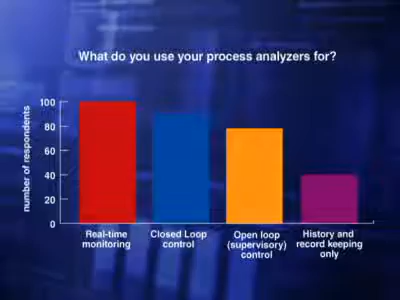 What do you use your process analyzers for?
number of respondents
100
80
60
40
20
0
Real-time
monitoring
Closed Loop
control
Open loop
(supervisory)
control
History and
record keeping
only